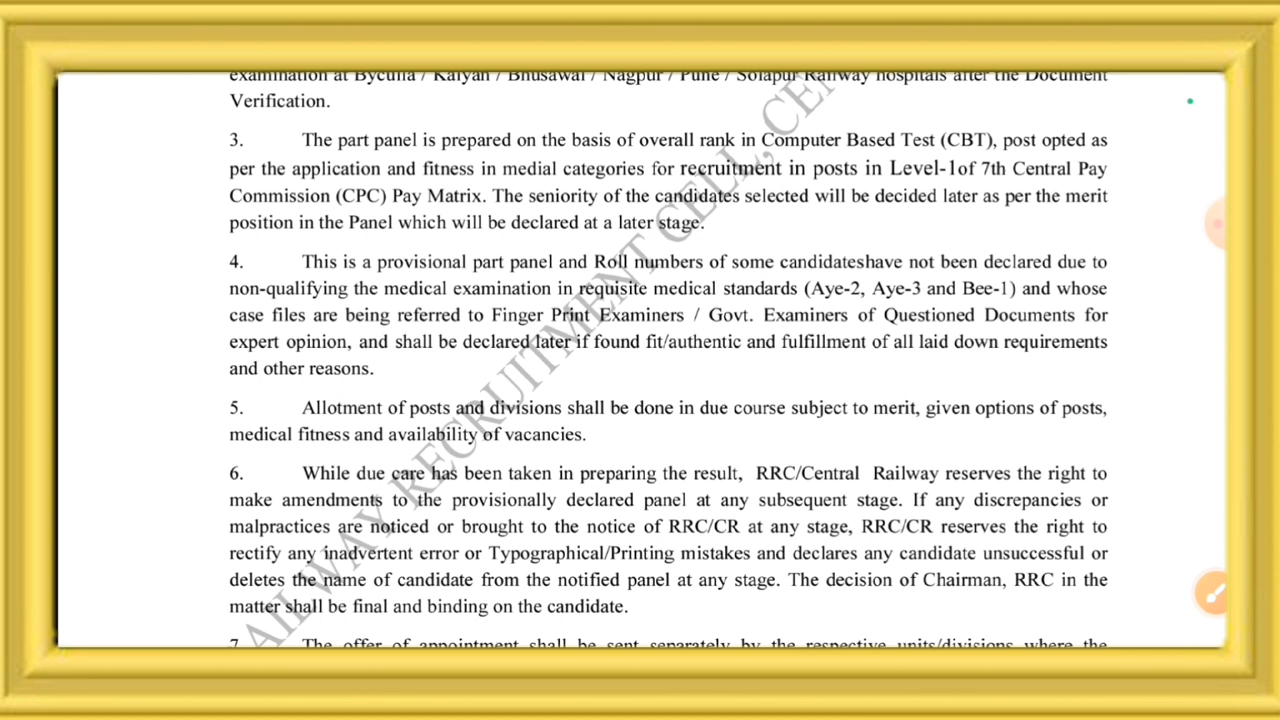 examination at Byculla / Kalyan / Bhusawal / Nagpur / Pune / Solapur Railway hospitals after the Document
Verification.
3. The part panel is prepared on the basis of overall rank in Computer Based Test (CBT), post opted as
per the application and fitness in medial categories for recruitment in posts in Level-1of 7th Central Pay
Commission (CPC) Pay Matrix. The seniority of the candidates selected will be decided later as per the merit
position in the Panel which will be declared at a later stage.
4. This is a provisional part panel and Roll numbers of some candidateshave not been declared due to
non-qualifying the medical examination in requisite medical standards (Aye-2, Aye-3 and Bee-1) and whose
case files are being referred to Finger Print Examiners / Govt. Examiners of Questioned Documents for
expert opinion, and shall be declared later if found fit/authentic and fulfillment of all laid down requirements
and other reasons.
5. Allotment of posts and divisions shall be done in due course subject to merit, given options of posts,
medical fitness and availability of vacancies.
6. While due care has been taken in preparing the result, RRC/Central Railway reserves the right to
make amendments to the provisionally declared panel at any subsequent stage. If any discrepancies or
malpractices are noticed or brought to the notice of RRC/CR at any stage, RRC/CR reserves the right to
rectify any inadvertent error or Typographical/Printing mistakes and declares any candidate unsuccessful or
deletes the name of candidate from the notified panel at any stage. The decision of Chairman, RRC in the
matter shall be final and binding on the candidate.
7. The offer of appointment shall be sent separately by the respective units/divisions where the
AILWAY RECRUITMENT CELL, CEN